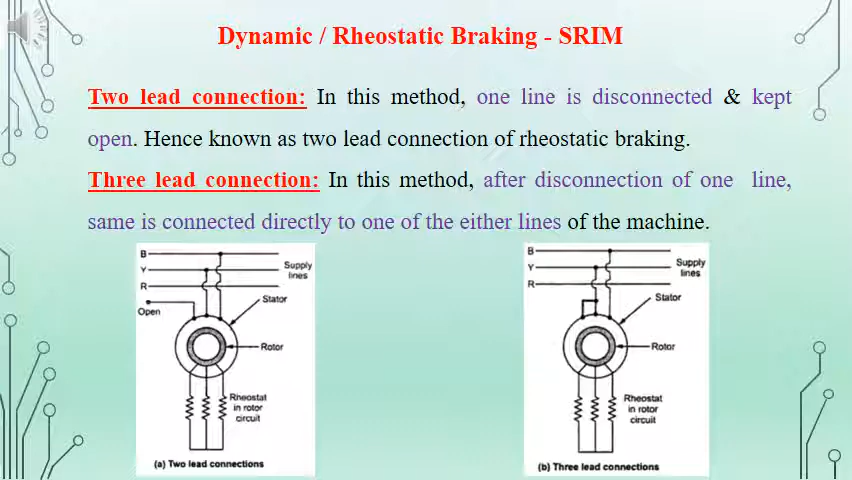 Dynamic / Rheostatic Braking - SRIM
Two lead connection: In this method, one line is disconnected & kept
open. Hence known as two lead connection of rheostatic braking.
Three lead connection: In this method, after disconnection of one line,
same is connected directly to one of the either lines of the machine.
B
Y
R
Supply
lines
Open
Stator
Rotor
Rheostat
in rotor
circuit
(a) Two lead connections
B
Y
R
Supply
lines
Stator
Rotor
Rheostat
in rotor
circuit
(b) Three lead connections